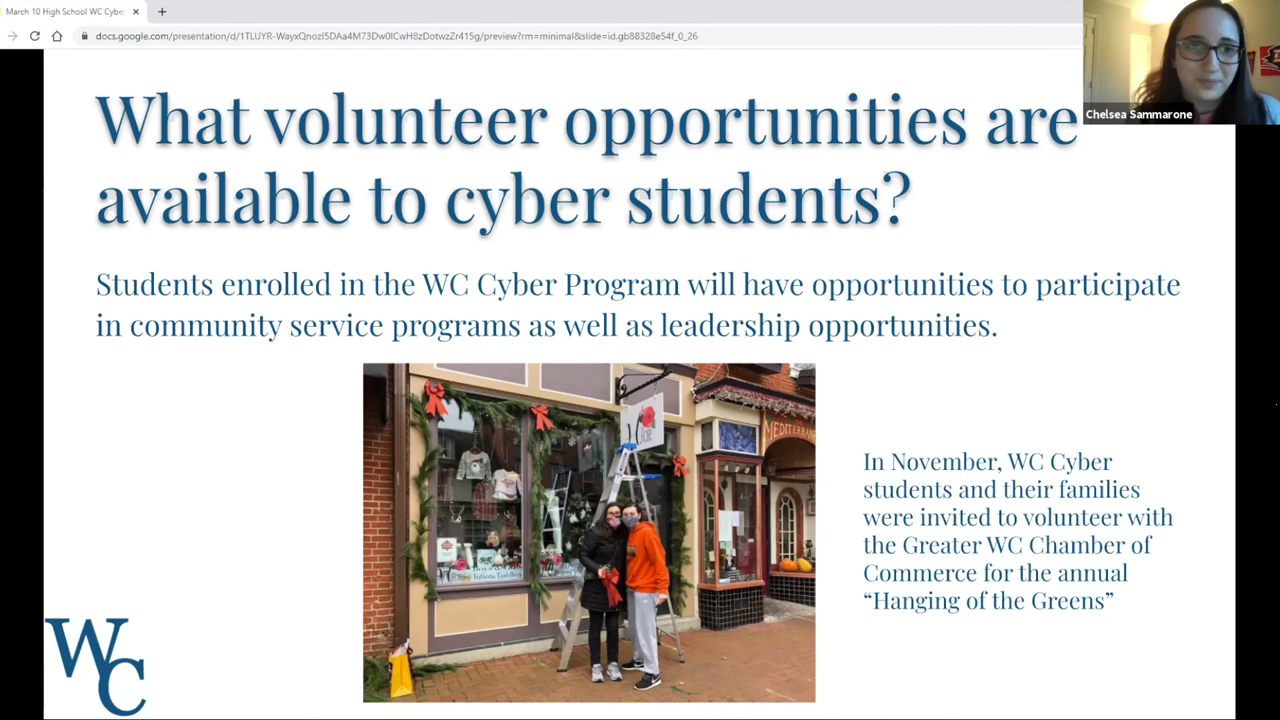 March 10 High School WC Cybe
docs.google.com/presentation/d/1TLUYR-WayxQnozI5DAa4M73Dw0ICwH8zDotwzZr415g/preview?rm=minimal&slide=id.gb88328e54f_0_26
Chelsea Sammarone
What volunteer opportunities are
available to cyber students?
Students enrolled in the WC Cyber Program will have opportunities to participate
in community service programs as well as leadership opportunities.
MEDITERRAN
In November, WC Cyber
students and their families
were invited to volunteer with
the Greater WC Chamber of
Commerce for the annual
“Hanging of the Greens”
WC